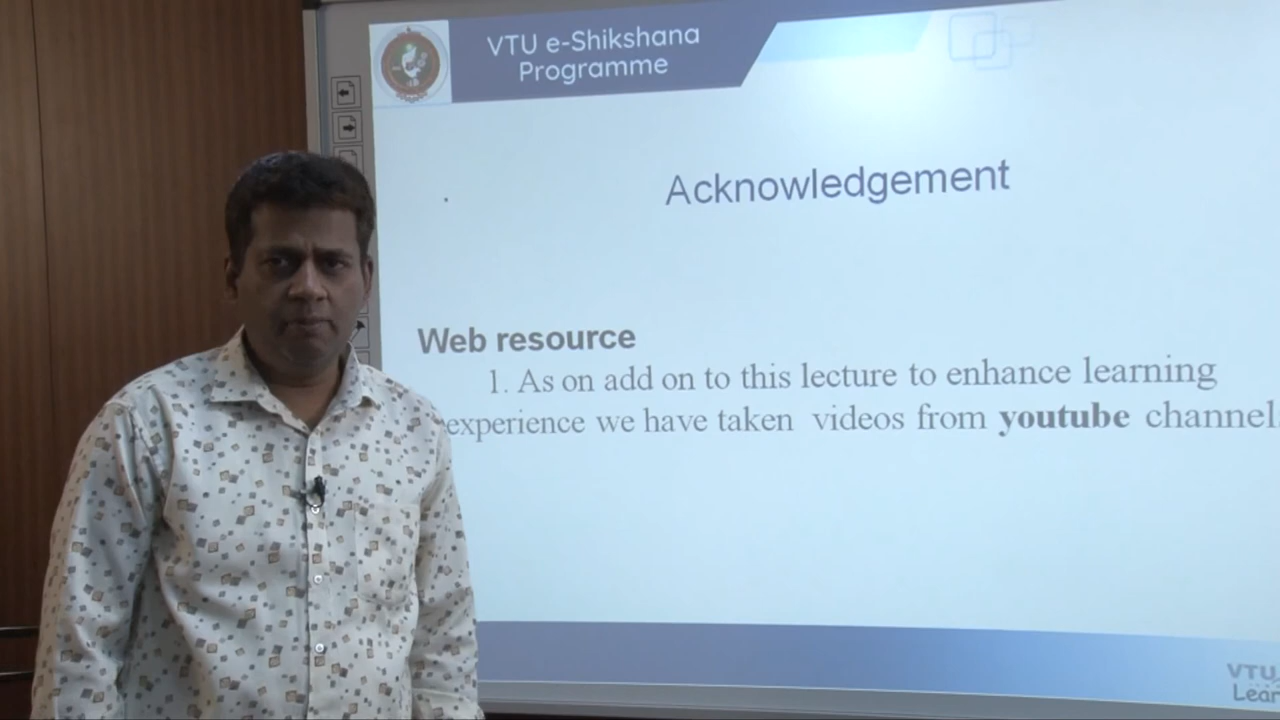 VTU e-Shikshana
Programme
Acknowledgement
Web resource
1. As on add on to this lecture to enhance learning
experience we have taken videos from youtube channel.
VTU
Lear